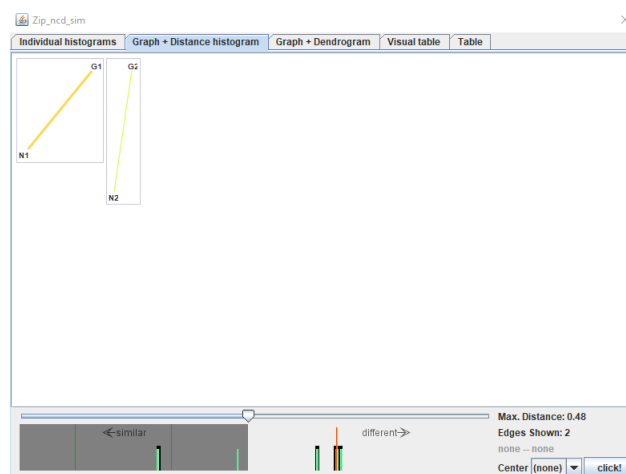 Zip_ncd_sim
Individual histograms
Graph + Distance histogram
Graph + Dendrogram
Visual table
Table
G1
G2
N1
N2
similar
different
Max. Distance: 0.48
Edges Shown: 2
none -- none
Center (none) click!